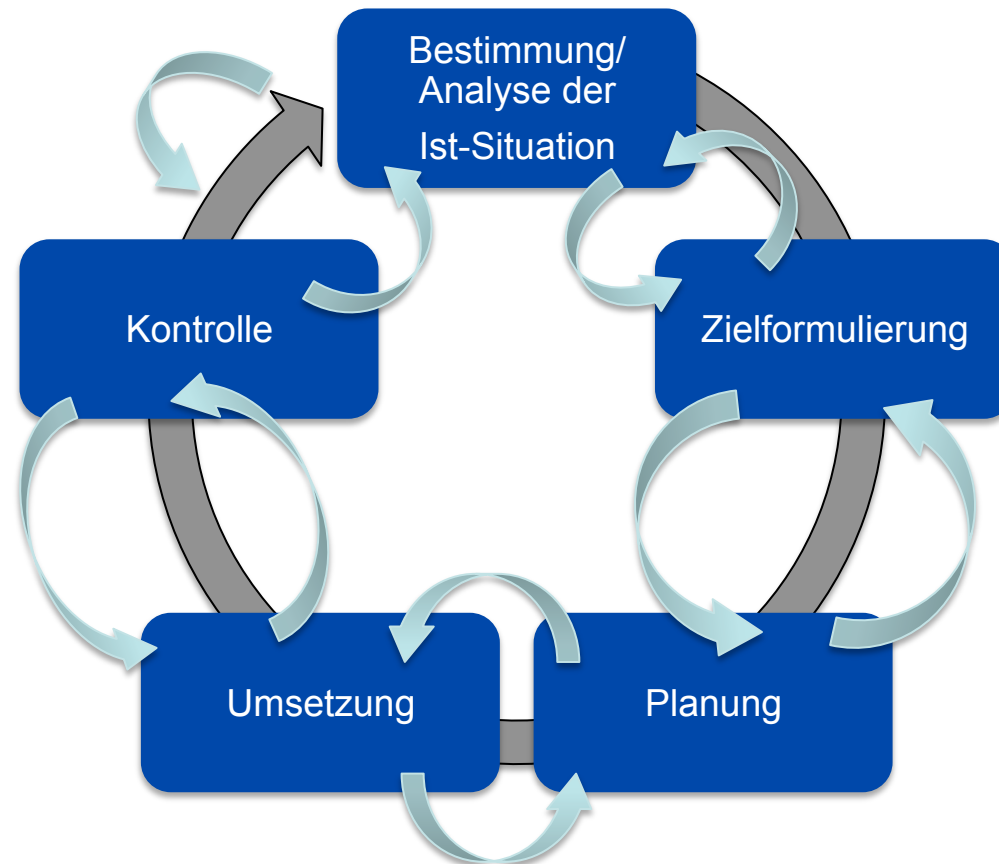 Bestimmung/
Analyse der
Ist-Situation
Kontrolle
Zielformulierung
Umsetzung
Planung